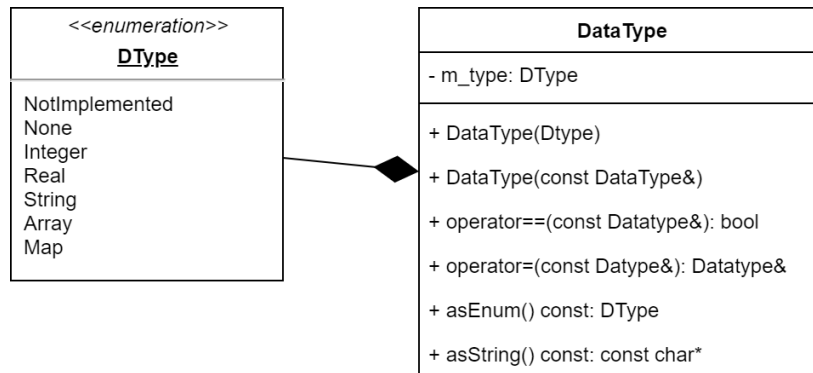 <<enumeration>>
DType
NotImplemented
None
Integer
Real
String
Array
Map
DataType
- m_type: DType
+ DataType(Dtype)
+ DataType(const DataType&)
+ operator==(const Datatype&): bool
+ operator=(const Datype&): Datatype&
+ asEnum() const: DType
+ asString() const: const char*